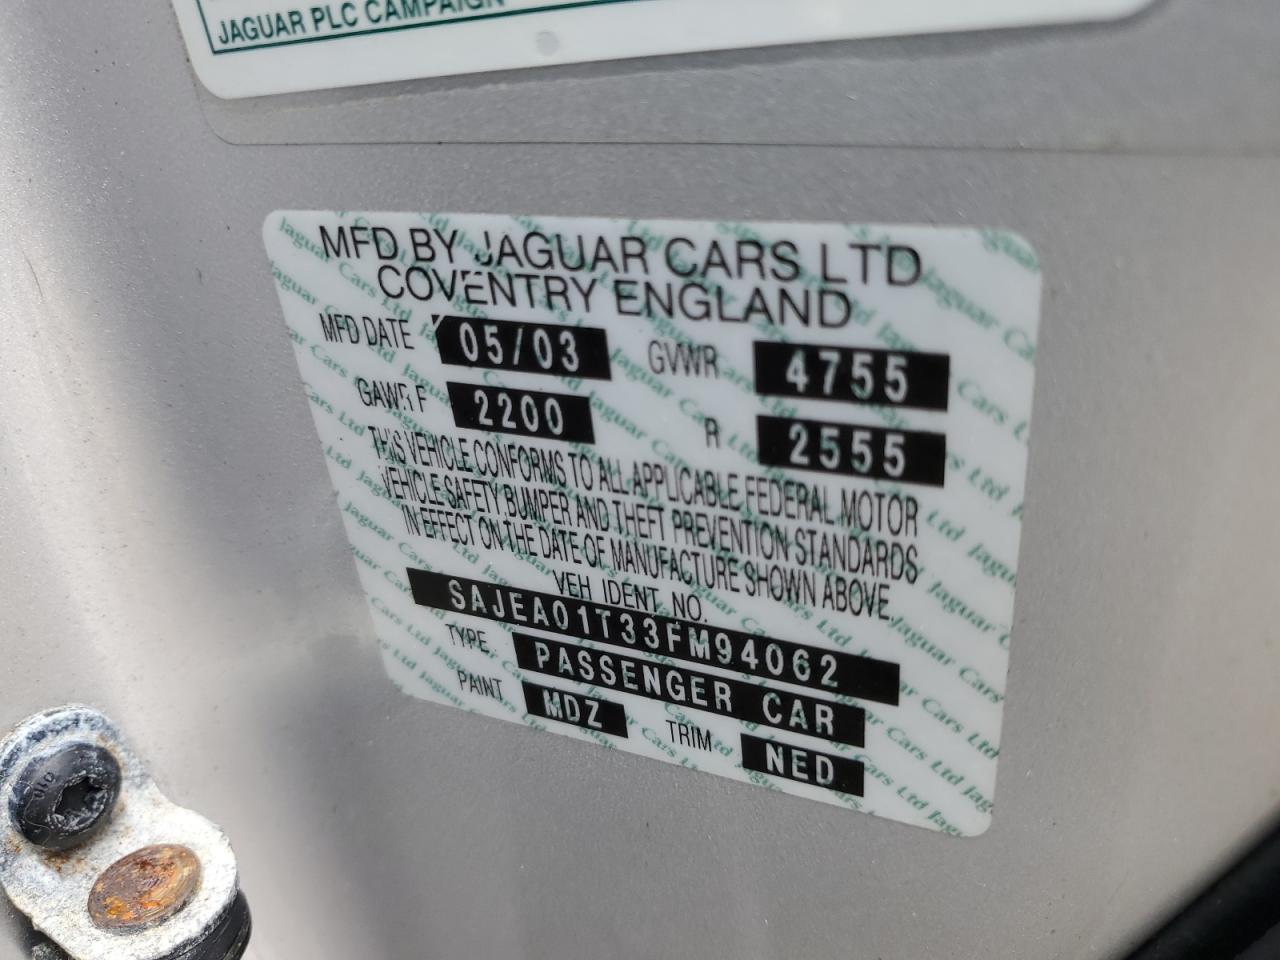 JAGUAR PLC CAMPAIGN
MFD BY JAGUAR CARS LTD
COVENTRY ENGLAND
MFD DATE 05/03 GVWR 4755
GAWR F 2200 R 2555
THIS VEHICLE CONFORMS TO ALL APPLICABLE FEDERAL MOTOR
VEHICLE SAFETY BUMPER AND THEFT PREVENTION STANDARDS
IN EFFECT ON THE DATE OF MANUFACTURE SHOWN ABOVE.
VEH IDENT NO.
SAJEA01T33FM94062
TYPE. PASSENGER CAR
PAINT MDZ TRIM NED